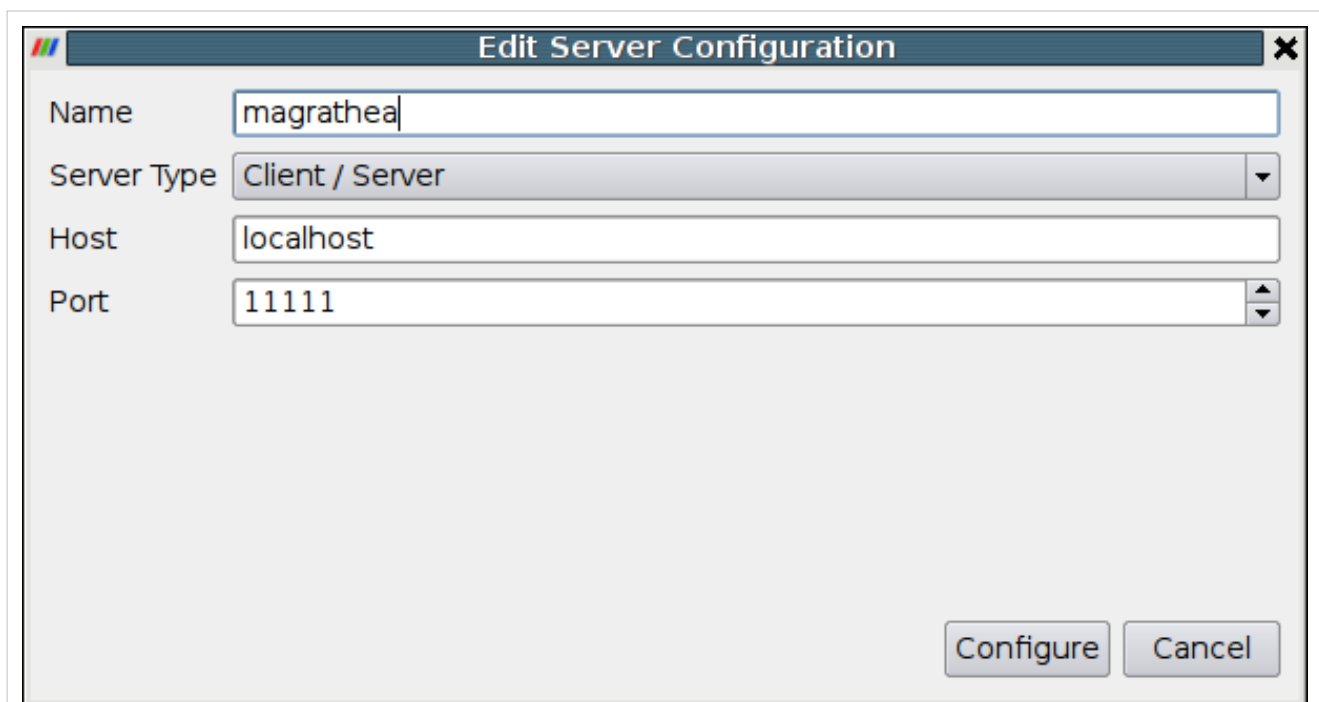 Edit Server Configuration
Name magrathea
Server Type Client / Server
Host localhost
Port 11111
Configure Cancel